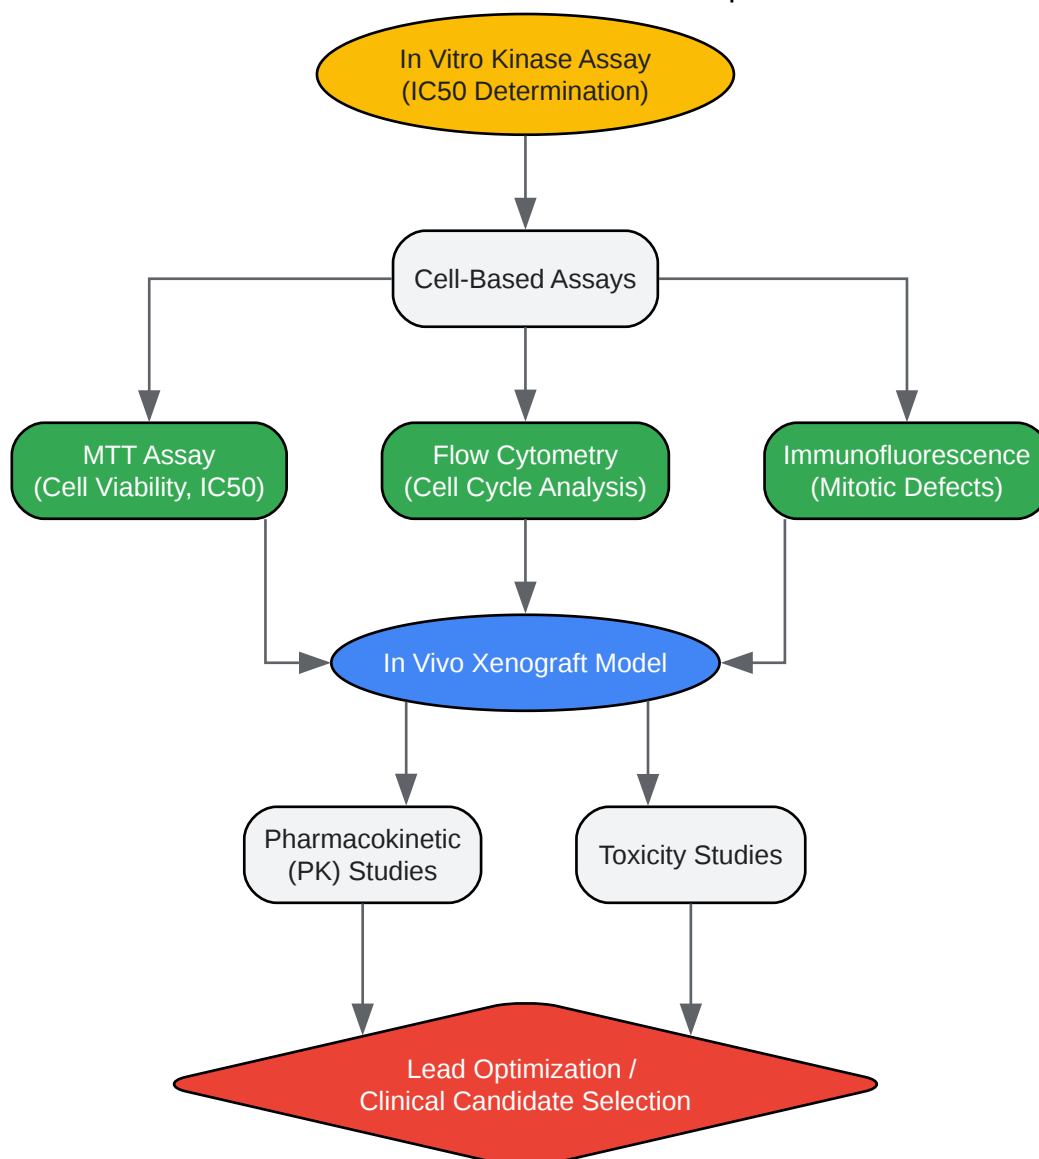 In Vitro Kinase Assay
(IC50 Determination)
Cell-Based Assays
MTT Assay
(Cell Viability, IC50)
Flow Cytometry
(Cell Cycle Analysis)
Immunofluorescence
(Mitotic Defects)
In Vivo Xenograft Model
Pharmacokinetic
(PK) Studies
Toxicity Studies
Lead Optimization /
Clinical Candidate Selection